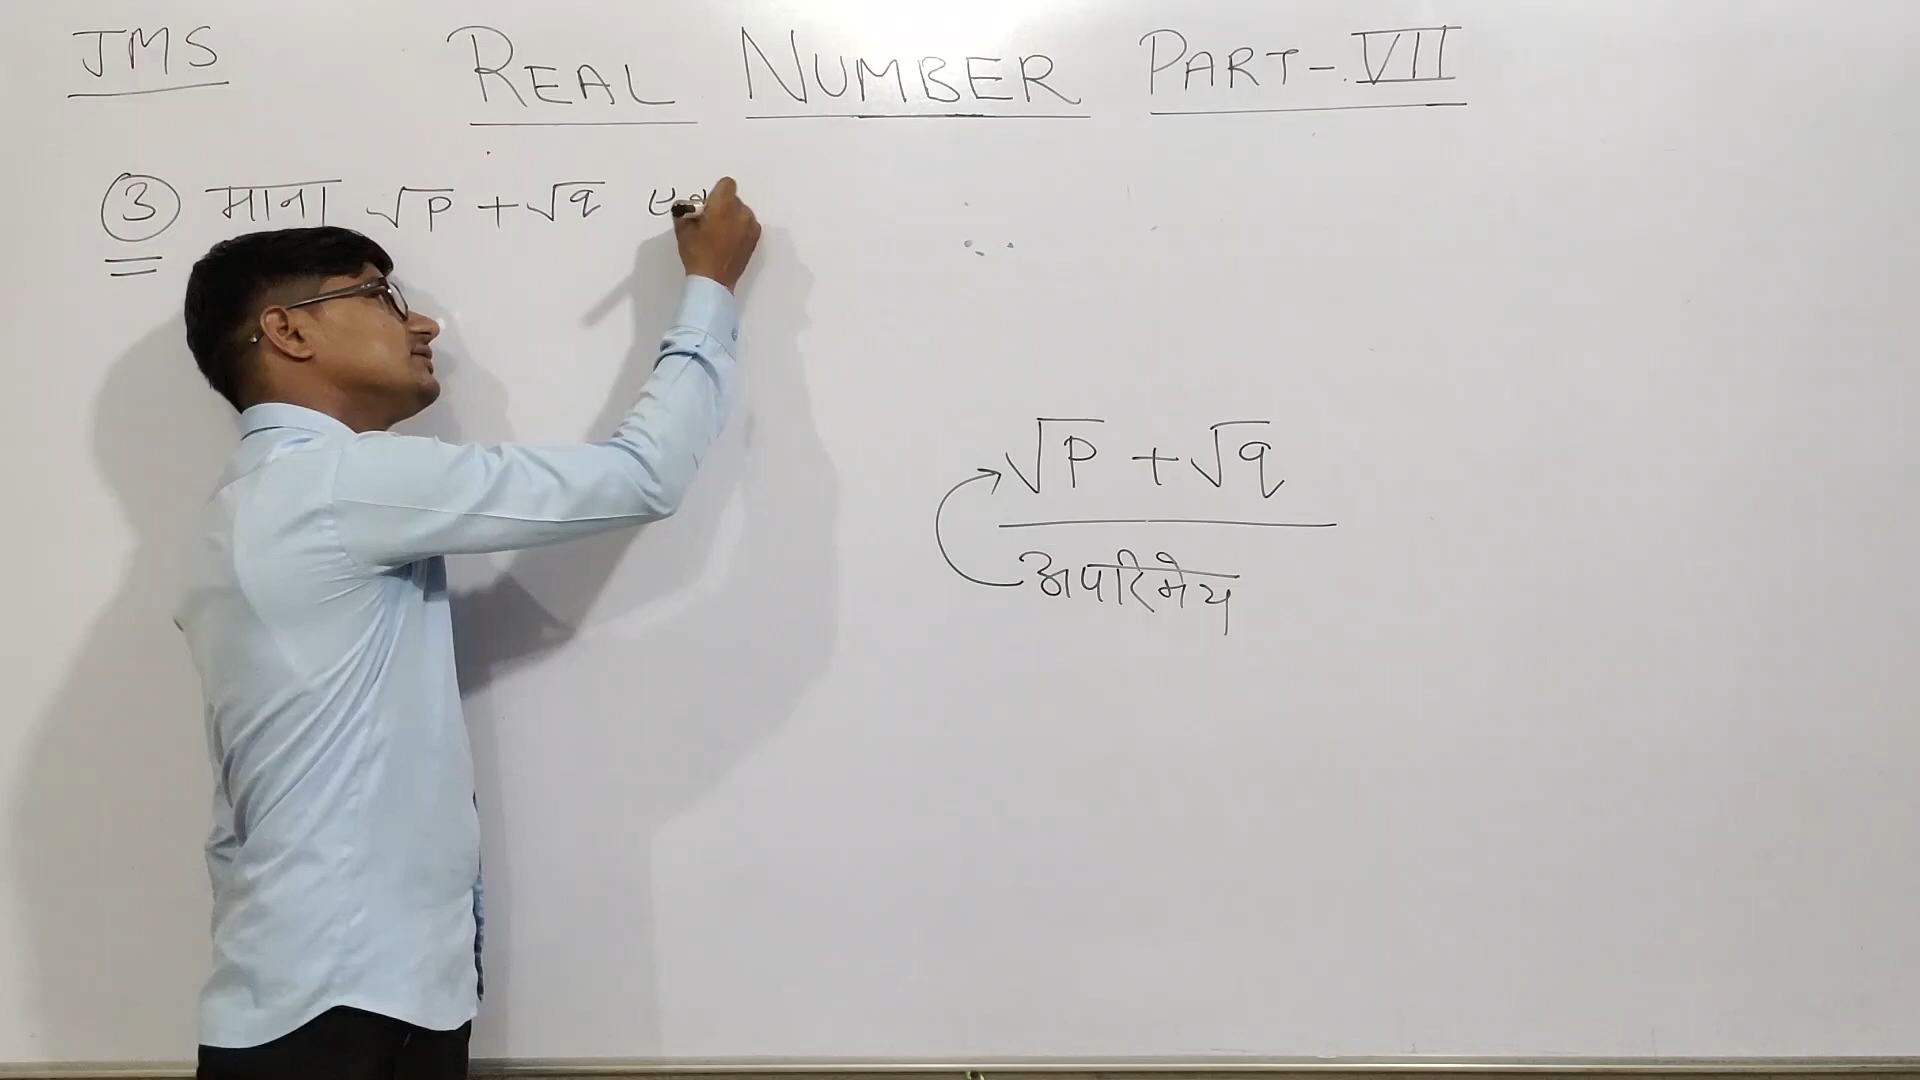 JMS
REAL NUMBER PART-VII
③ माना √p + √q
√p + √q
अपरिमेय